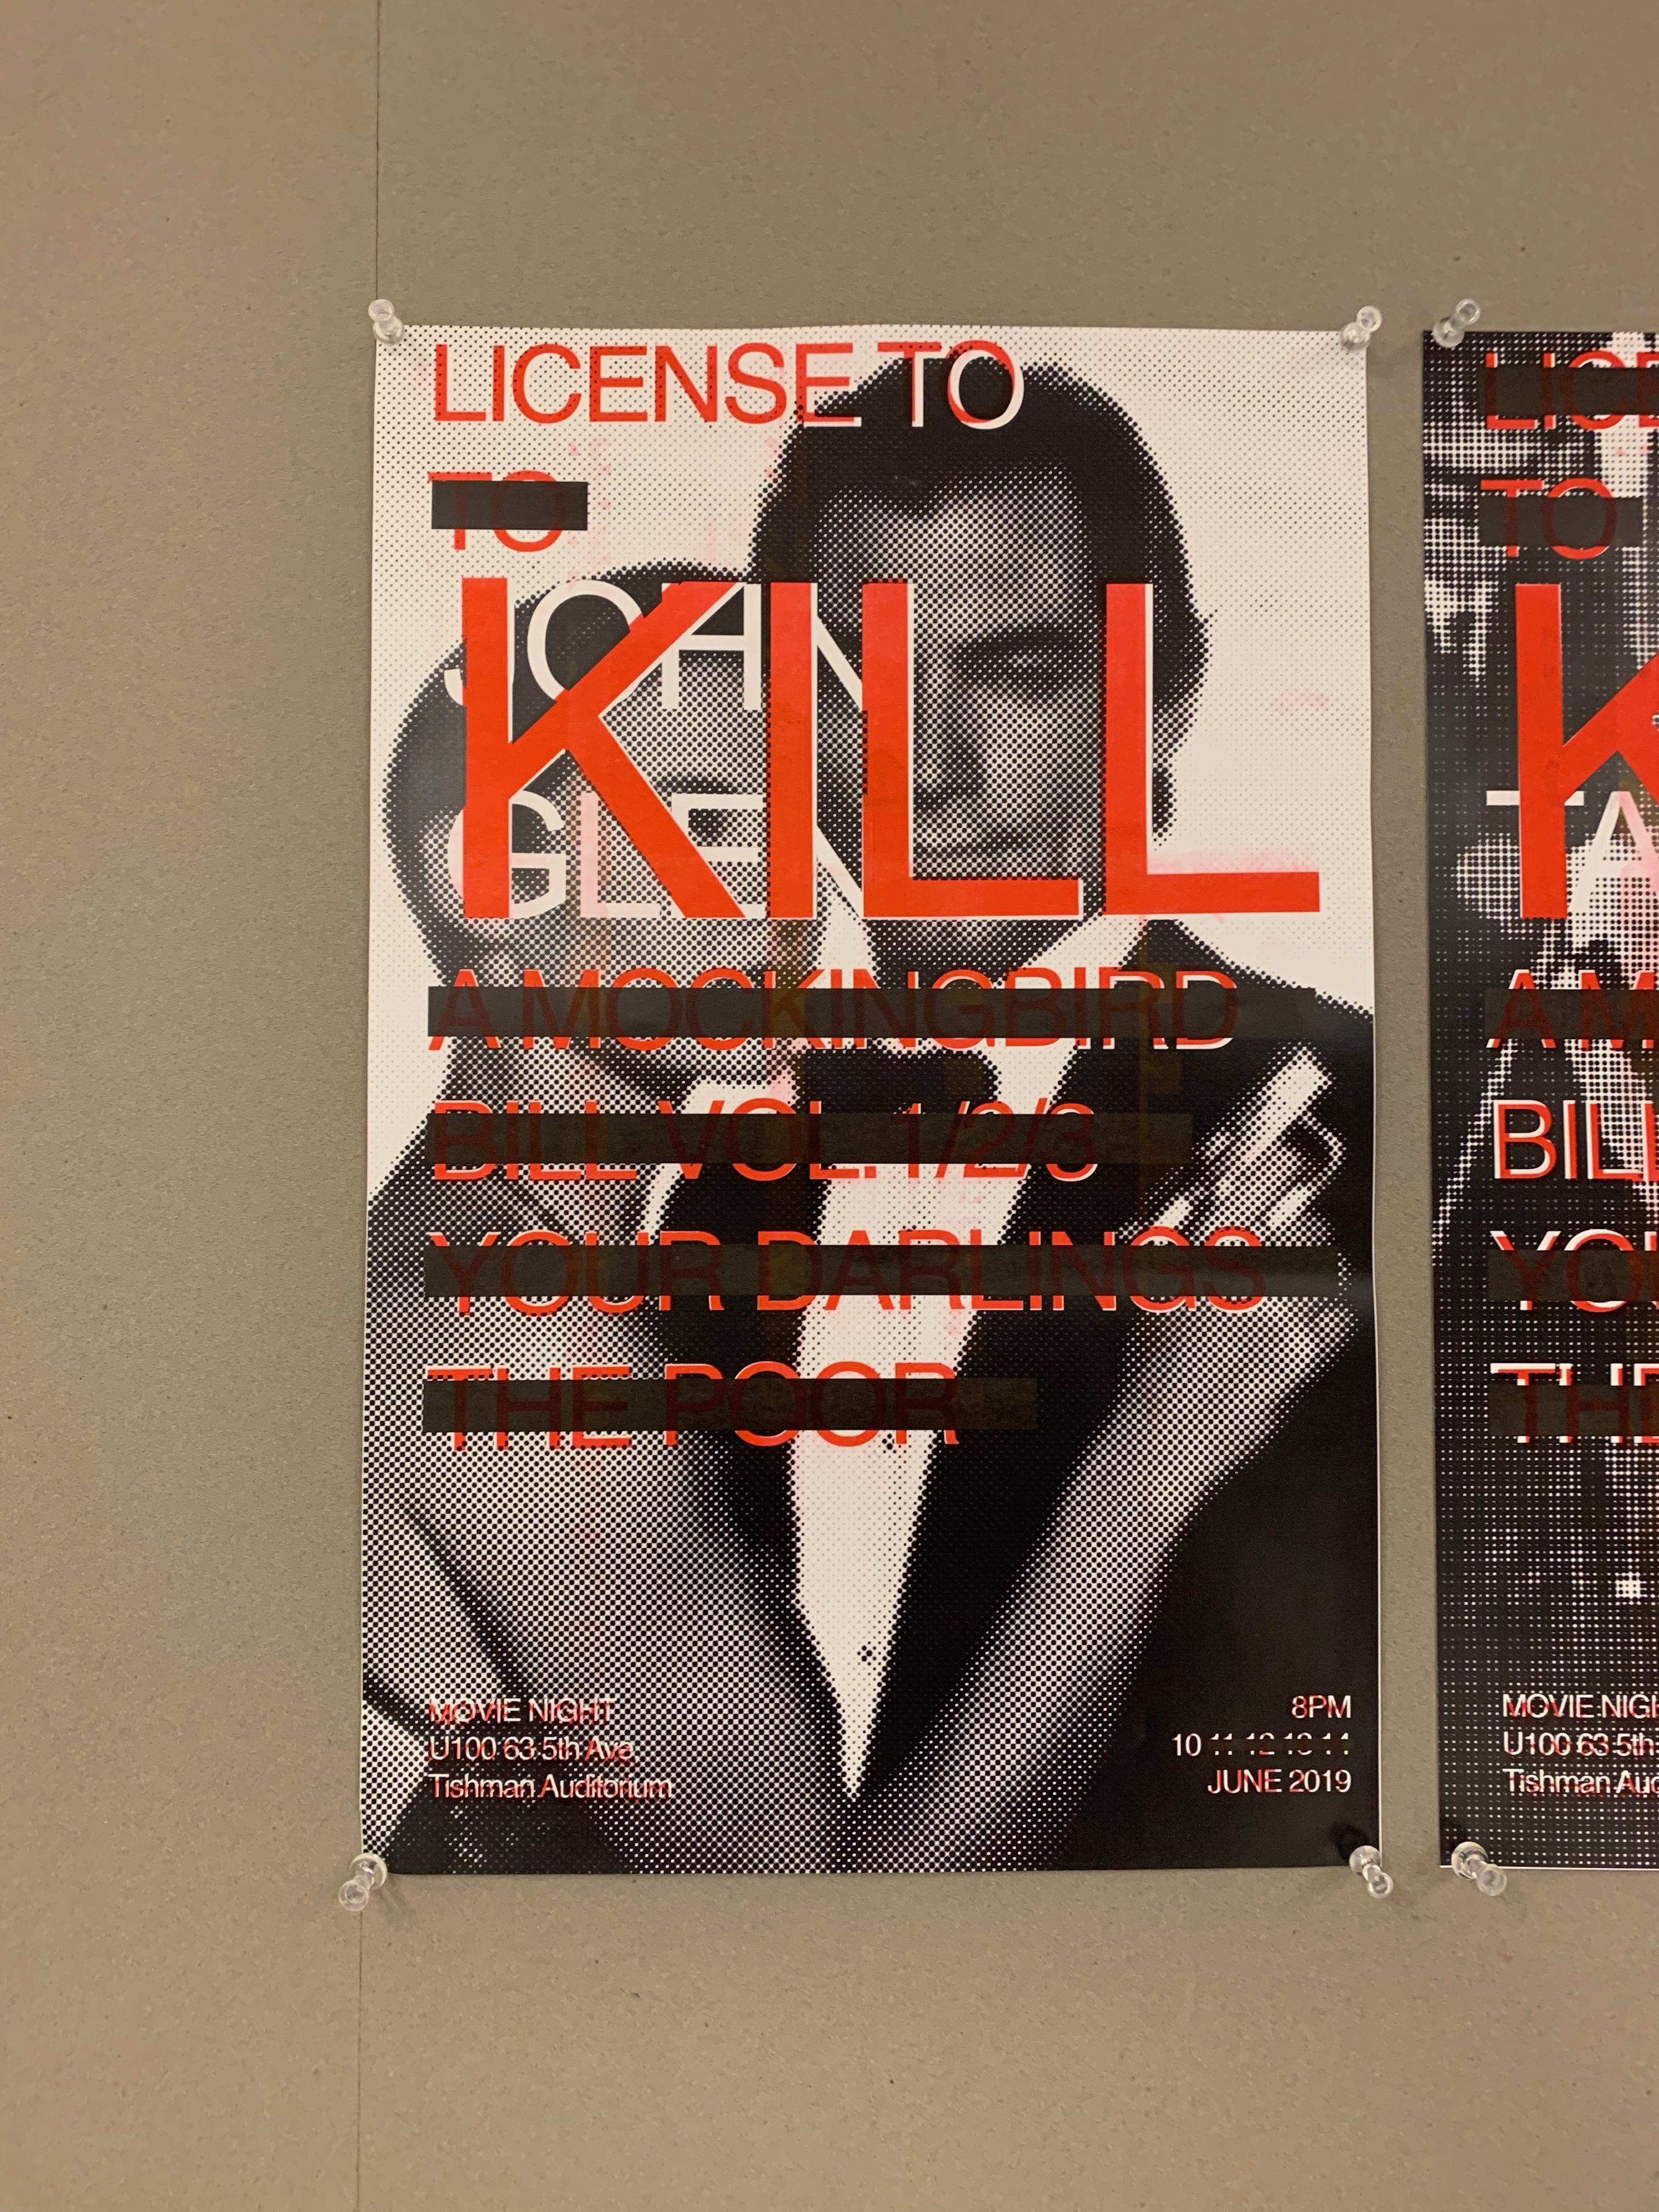 LICENSE TO
TO
KILL
JOHN
GLEN
A MOCKINGBIRD
BILL VOL.1/2/3
YOUR DARLINGS
THE POOR
MOVIE NIGHT
U100 63 5th Ave
Tishman Auditorium
8PM
10 11 12 13 14
JUNE 2019
LICE
TO
K
TA
A M
BILL
YOU
THE
MOVIE NIGH
U100 63 5th
Tishman Aud